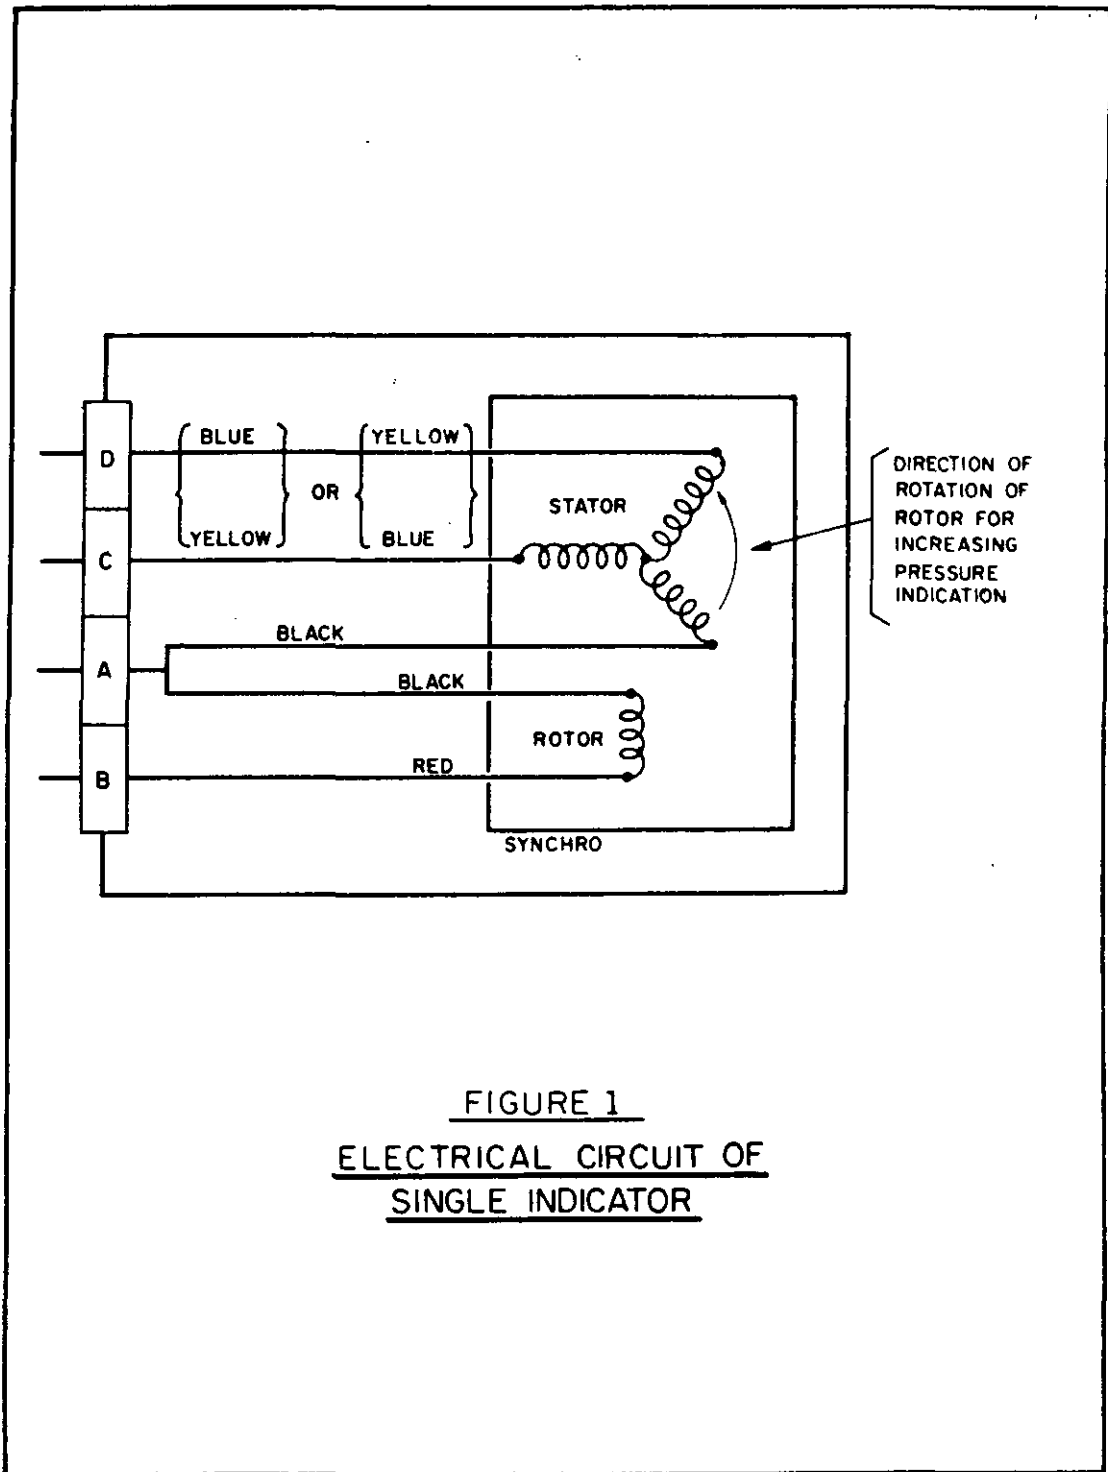 D
BLUE
OR
YELLOW
YELLOW
BLUE
C
A
BLACK
BLACK
B
RED
STATOR
ROTOR
SYNCHRO
DIRECTION OF
ROTATION OF
ROTOR FOR
INCREASING
PRESSURE
INDICATION
FIGURE 1
ELECTRICAL CIRCUIT OF
SINGLE INDICATOR